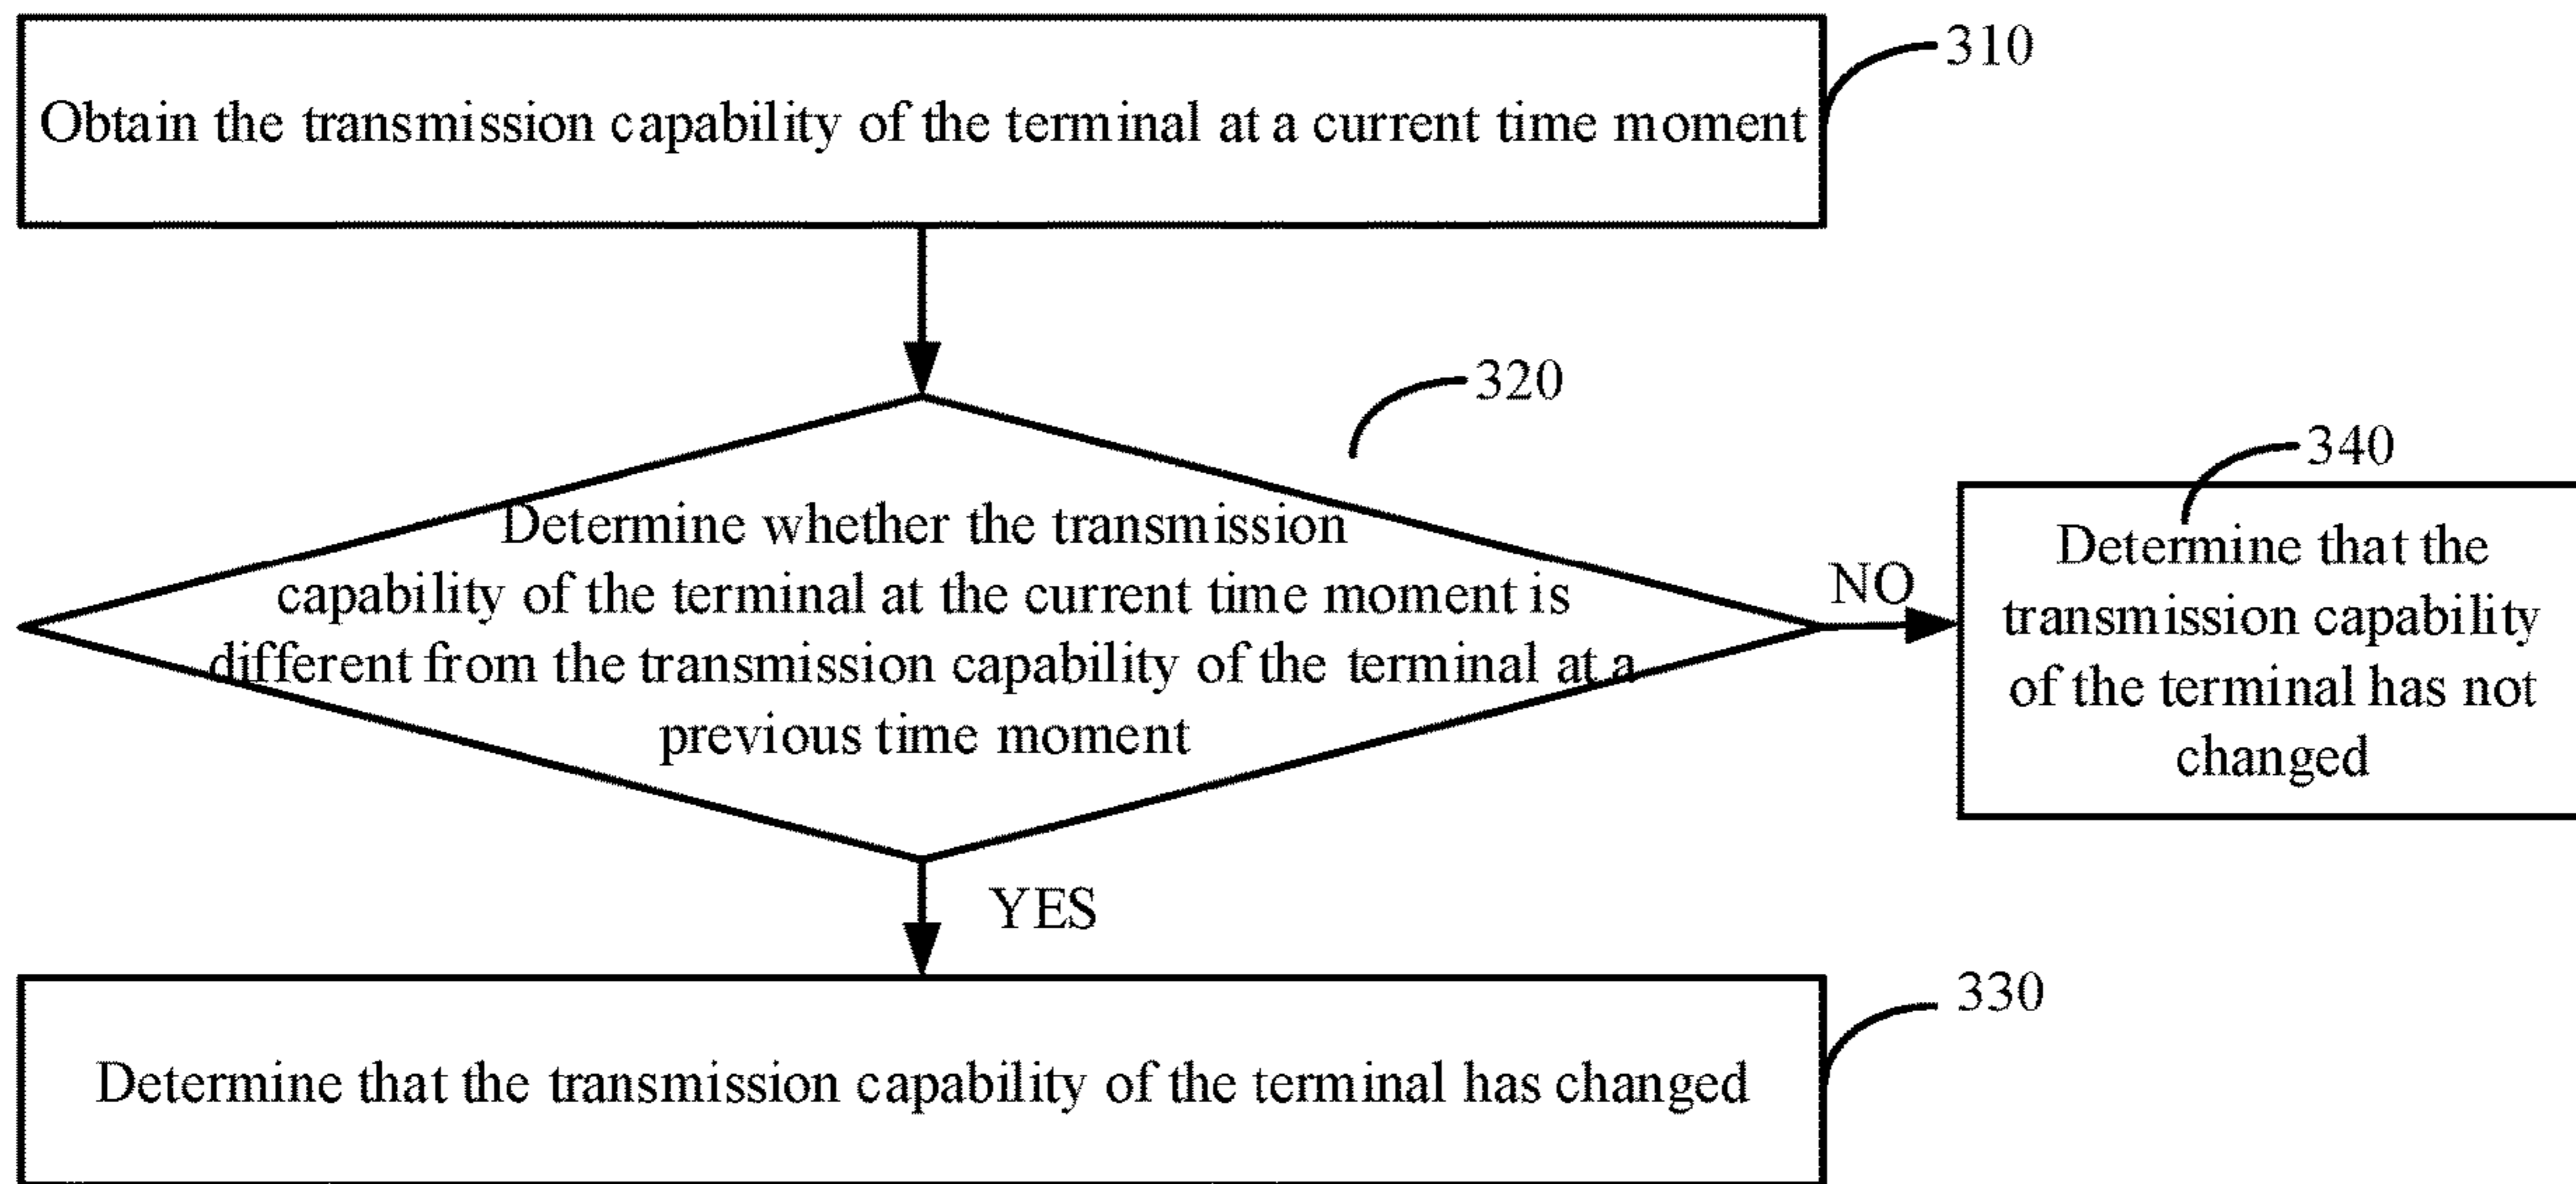 310
Obtain the transmission capability of the terminal at a current time moment
320
Determine whether the transmission
capability of the terminal at the current time moment is
different from the transmission capability of the terminal at a
previous time moment
NO
340
Determine that the
transmission capability
of the terminal has not
changed
YES
330
Determine that the transmission capability of the terminal has changed